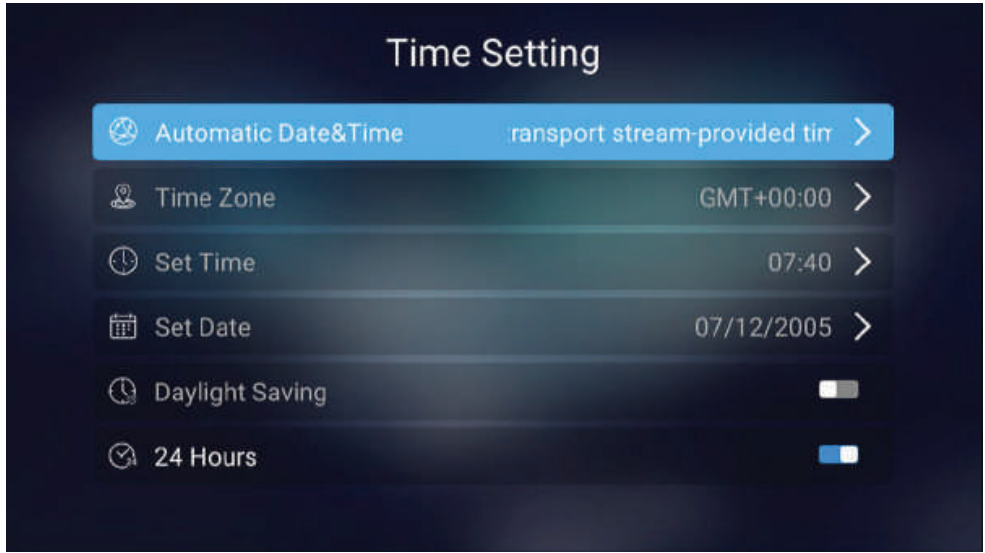 Time Setting
Automatic Date&Time ransport stream-provided tim
Time Zone GMT+00:00
Set Time 07:40
Set Date 07/12/2005
Daylight Saving
24 Hours